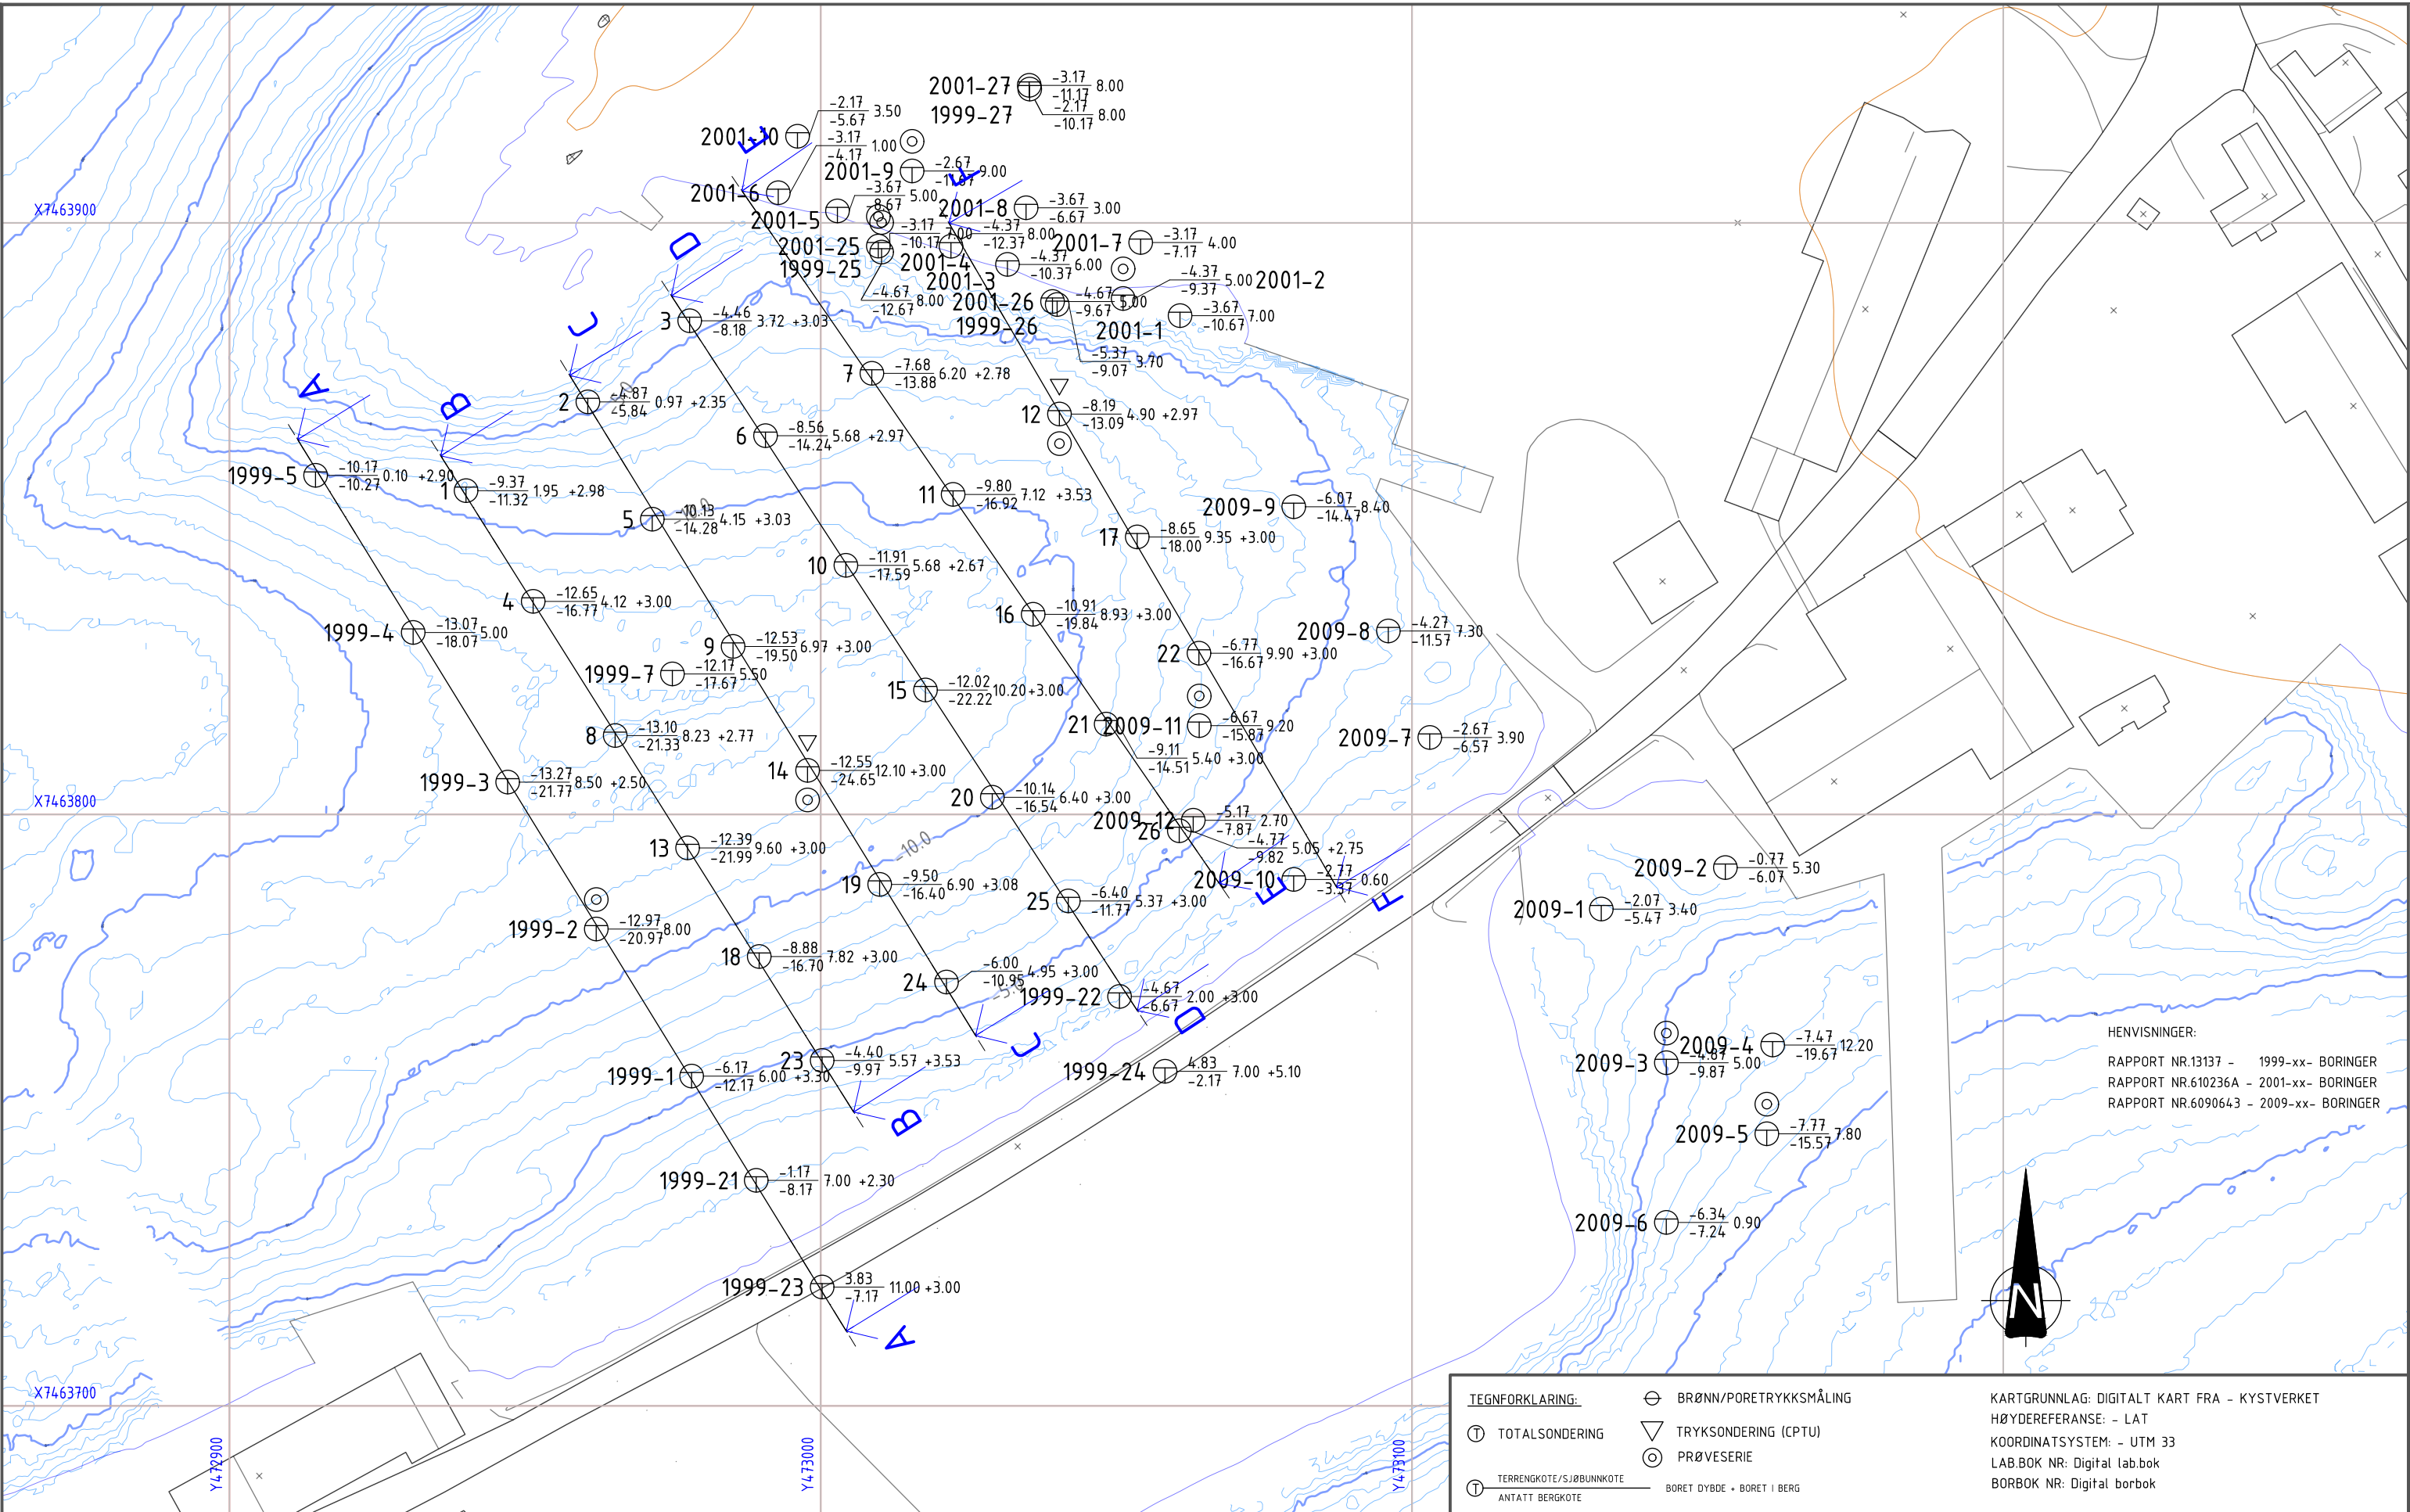 2001-27 -3.17 8.00
-11.17
1999-27 -2.17 8.00
-10.17
2001-10 -2.17 3.50
-5.67
2001-6 -3.17 1.00
-4.17
2001-9 -2.67 9.00
2001-5 -3.67 5.00
-8.67
2001-8 -3.67 3.00
-6.67
2001-7 -3.17 4.00
-7.17
2001-25 -3.17 7.00
-10.17
1999-25 -4.67 8.00
-12.67
2001-4 -4.37 8.00
-12.37
2001-3 -4.37 6.00
-10.37
2001-2 -4.37 5.00
-9.37
2001-26 -4.67 5.00
-9.67
1999-26 -5.37 3.70
-9.07
2001-1 -3.67 7.00
-10.67
E
F
D
C
B
A
X7463900
3 -4.46 3.72 +3.03
-8.18
7 -7.68 6.20 +2.78
-13.88
2 -4.87 0.97 +2.35
-5.84
12 -8.19 4.90 +2.97
-13.09
6 -8.56 5.68 +2.97
-14.24
1999-5 -10.17 0.10 +2.90
-10.27
1 -9.37 1.95 +2.98
-11.32
11 -9.80 7.12 +3.53
-16.92
2009-9 -6.07 8.40
-14.47
5 -10.13 4.15 +3.03
-14.28
-10.0
17 -8.65 9.35 +3.00
-18.00
10 -11.91 5.68 +2.67
-17.59
4 -12.65 4.12 +3.00
-16.77
16 -10.91 8.93 +3.00
-19.84
1999-4 -13.07 5.00
-18.07
2009-8 -4.27 7.30
-11.57
9 -12.53 6.97 +3.00
-19.50
22 -6.77 9.90 +3.00
-16.67
1999-7 -12.17 5.50
-17.67
15 -12.02 10.20 +3.00
-22.22
21 -9.11 5.40 +3.00
-14.51
2009-11 -6.67 9.20
-15.87
8 -13.10 8.23 +2.77
-21.33
2009-7 -2.67 3.90
-6.57
14 -12.55 12.10 +3.00
-24.65
1999-3 -13.27 8.50 +2.50
-21.77
X7463800
20 -10.14 6.40 +3.00
-16.54
2009-12 -5.17 2.70
-7.87
26 -4.77 5.05 +2.75
-9.82
13 -12.39 9.60 +3.00
-21.99
-10.0
2009-2 -0.77 5.30
-6.07
19 -9.50 6.90 +3.08
-16.40
2009-10 -2.77 0.60
-3.37
25 -6.40 5.37 +3.00
-11.77
2009-1 -2.07 3.40
-5.47
1999-2 -12.97 8.00
-20.97
18 -8.88 7.82 +3.00
-16.70
24 -6.00 4.95 +3.00
-10.95
-5.0
1999-22 -4.67 2.00 +3.00
-6.67
E
F
D
C
B
A
23 -4.40 5.57 +3.53
-9.97
1999-1 -6.17 6.00 +3.30
-12.17
1999-24 4.83 7.00 +5.10
-2.17
2009-4 -7.47 12.20
-19.67
2009-3 -4.87 5.00
-9.87
2009-5 -7.77 7.80
-15.57
1999-21 -1.17 7.00 +2.30
-8.17
2009-6 -6.34 0.90
-7.24
1999-23 3.83 11.00 +3.00
-7.17
HENVISNINGER:
RAPPORT NR.13137 - 1999-xx- BORINGER
RAPPORT NR.610236A - 2001-xx- BORINGER
RAPPORT NR.6090643 - 2009-xx- BORINGER
N
X7463700
Y472900
Y473000
Y473100
TEGNFORKLARING:
TOTALSONDERING
BRØNN/PORETRYKKSMÅLING
TRYKSONDERING (CPTU)
PRØVESERIE
TERRENGKOTE/SJØBUNNKOTE
ANTATT BERGKOTE
BORET DYBDE + BORET I BERG
KARTGRUNNLAG: DIGITALT KART FRA - KYSTVERKET
HØYDEREFERANSE: - LAT
KOORDINATSYSTEM: - UTM 33
LAB.BOK NR: Digital lab.bok
BORBOK NR: Digital borbok